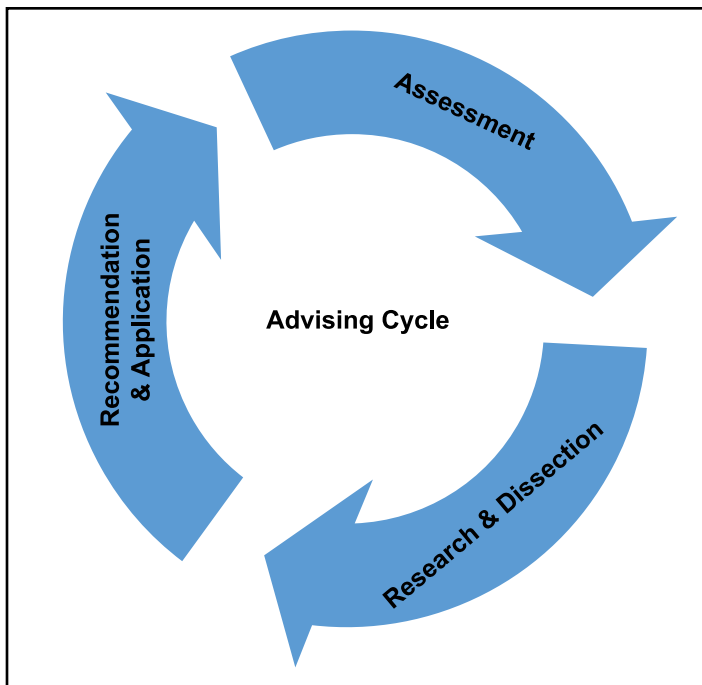 Assessment
Advising Cycle
Recommendation
& Application
Research & Dissection